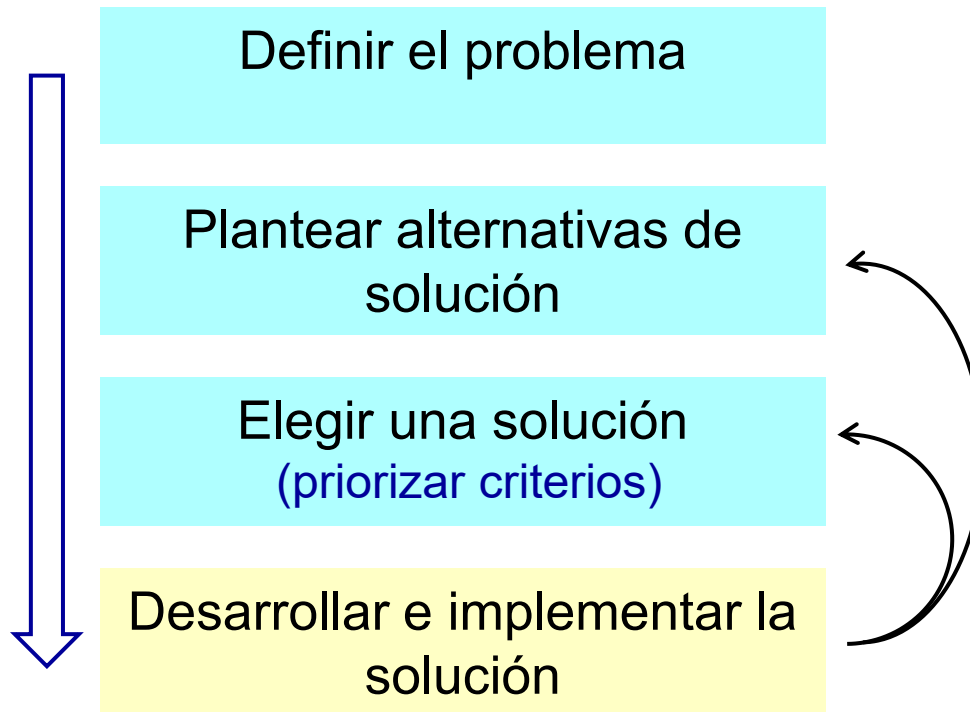 Definir el problema
Plantear alternativas de
solución
Elegir una solución
(priorizar criterios)
Desarrollar e implementar la
solución